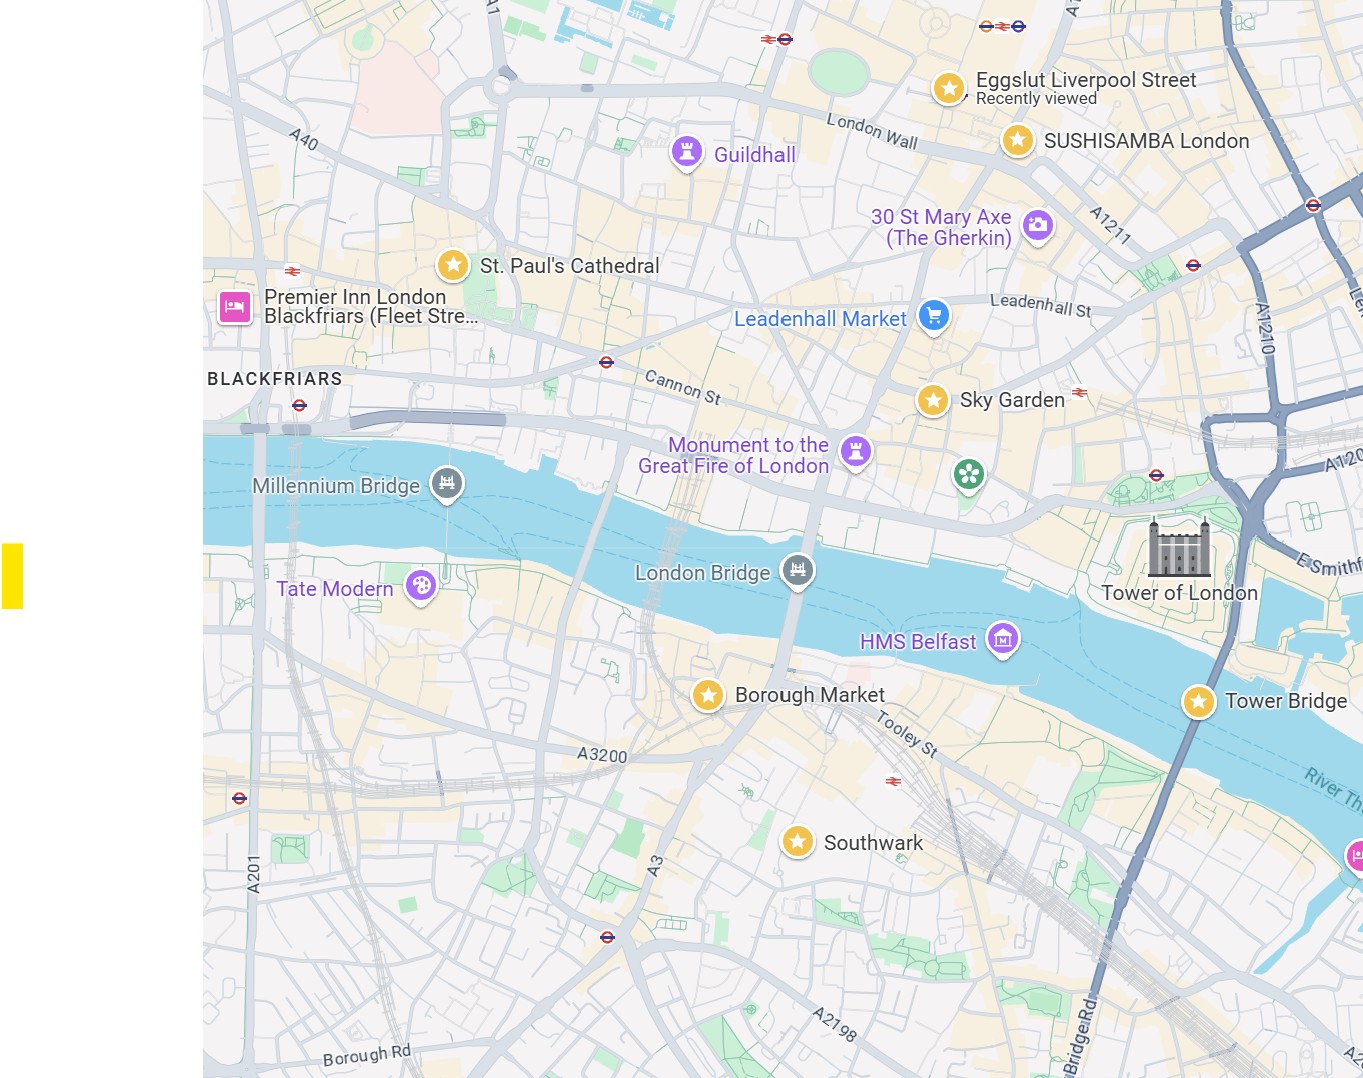 A1
A1
Eggslut Liverpool Street
Recently viewed
London Wall
SUSHISAMBA London
A40
Guildhall
30 St Mary Axe
(The Gherkin)
A1211
St. Paul's Cathedral
Premier Inn London
Blackfriars (Fleet Stre...
Leadenhall St
Leadenhall Market
A1210
BLACKFRIARS
Cannon St
Sky Garden
Monument to the
Great Fire of London
A120
Millennium Bridge
E Smithf
London Bridge
Tate Modern
Tower of London
HMS Belfast
Borough Market
Tower Bridge
Tooley St
A3200
River Th
Southwark
A3
A201
A2198
Bridge Rd
Borough Rd